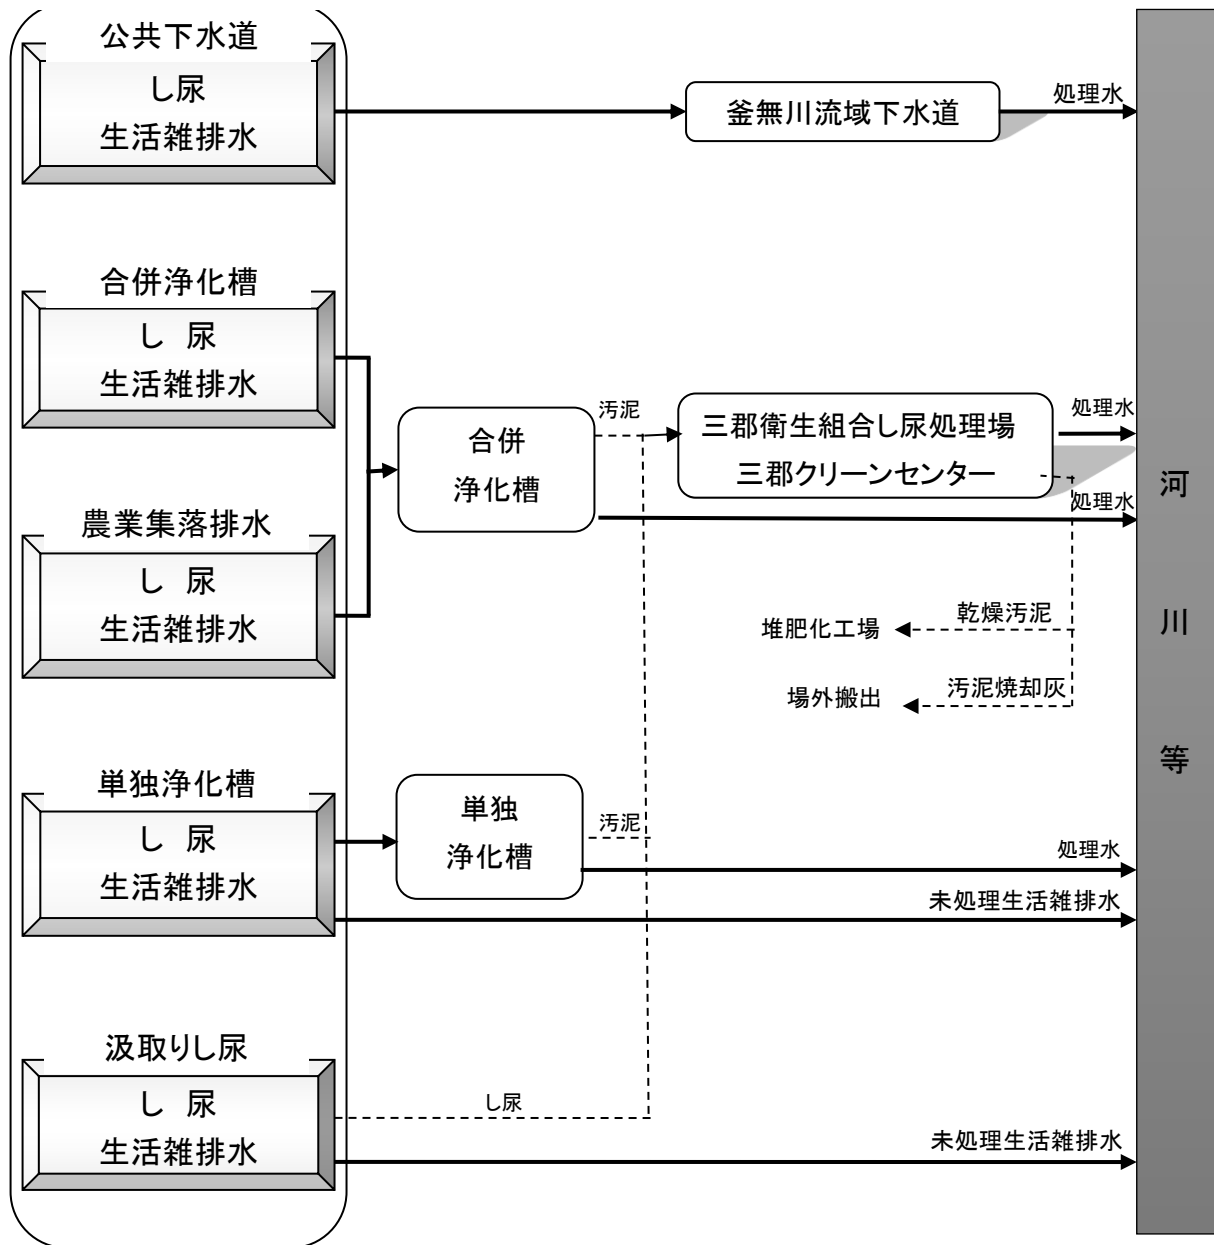 公共下水道
し尿
生活雑排水
釜無川流域下水道
処理水
合併浄化槽
し 尿
生活雑排水
合併
浄化槽
汚泥
三郡衛生組合し尿処理場
三郡クリーンセンター
処理水
処理水
農業集落排水
し 尿
生活雑排水
乾燥汚泥
堆肥化工場
汚泥焼却灰
場外搬出
単独浄化槽
し 尿
生活雑排水
単独
浄化槽
汚泥
処理水
未処理生活雑排水
汲取りし尿
し 尿
生活雑排水
し尿
未処理生活雑排水
河
川
等